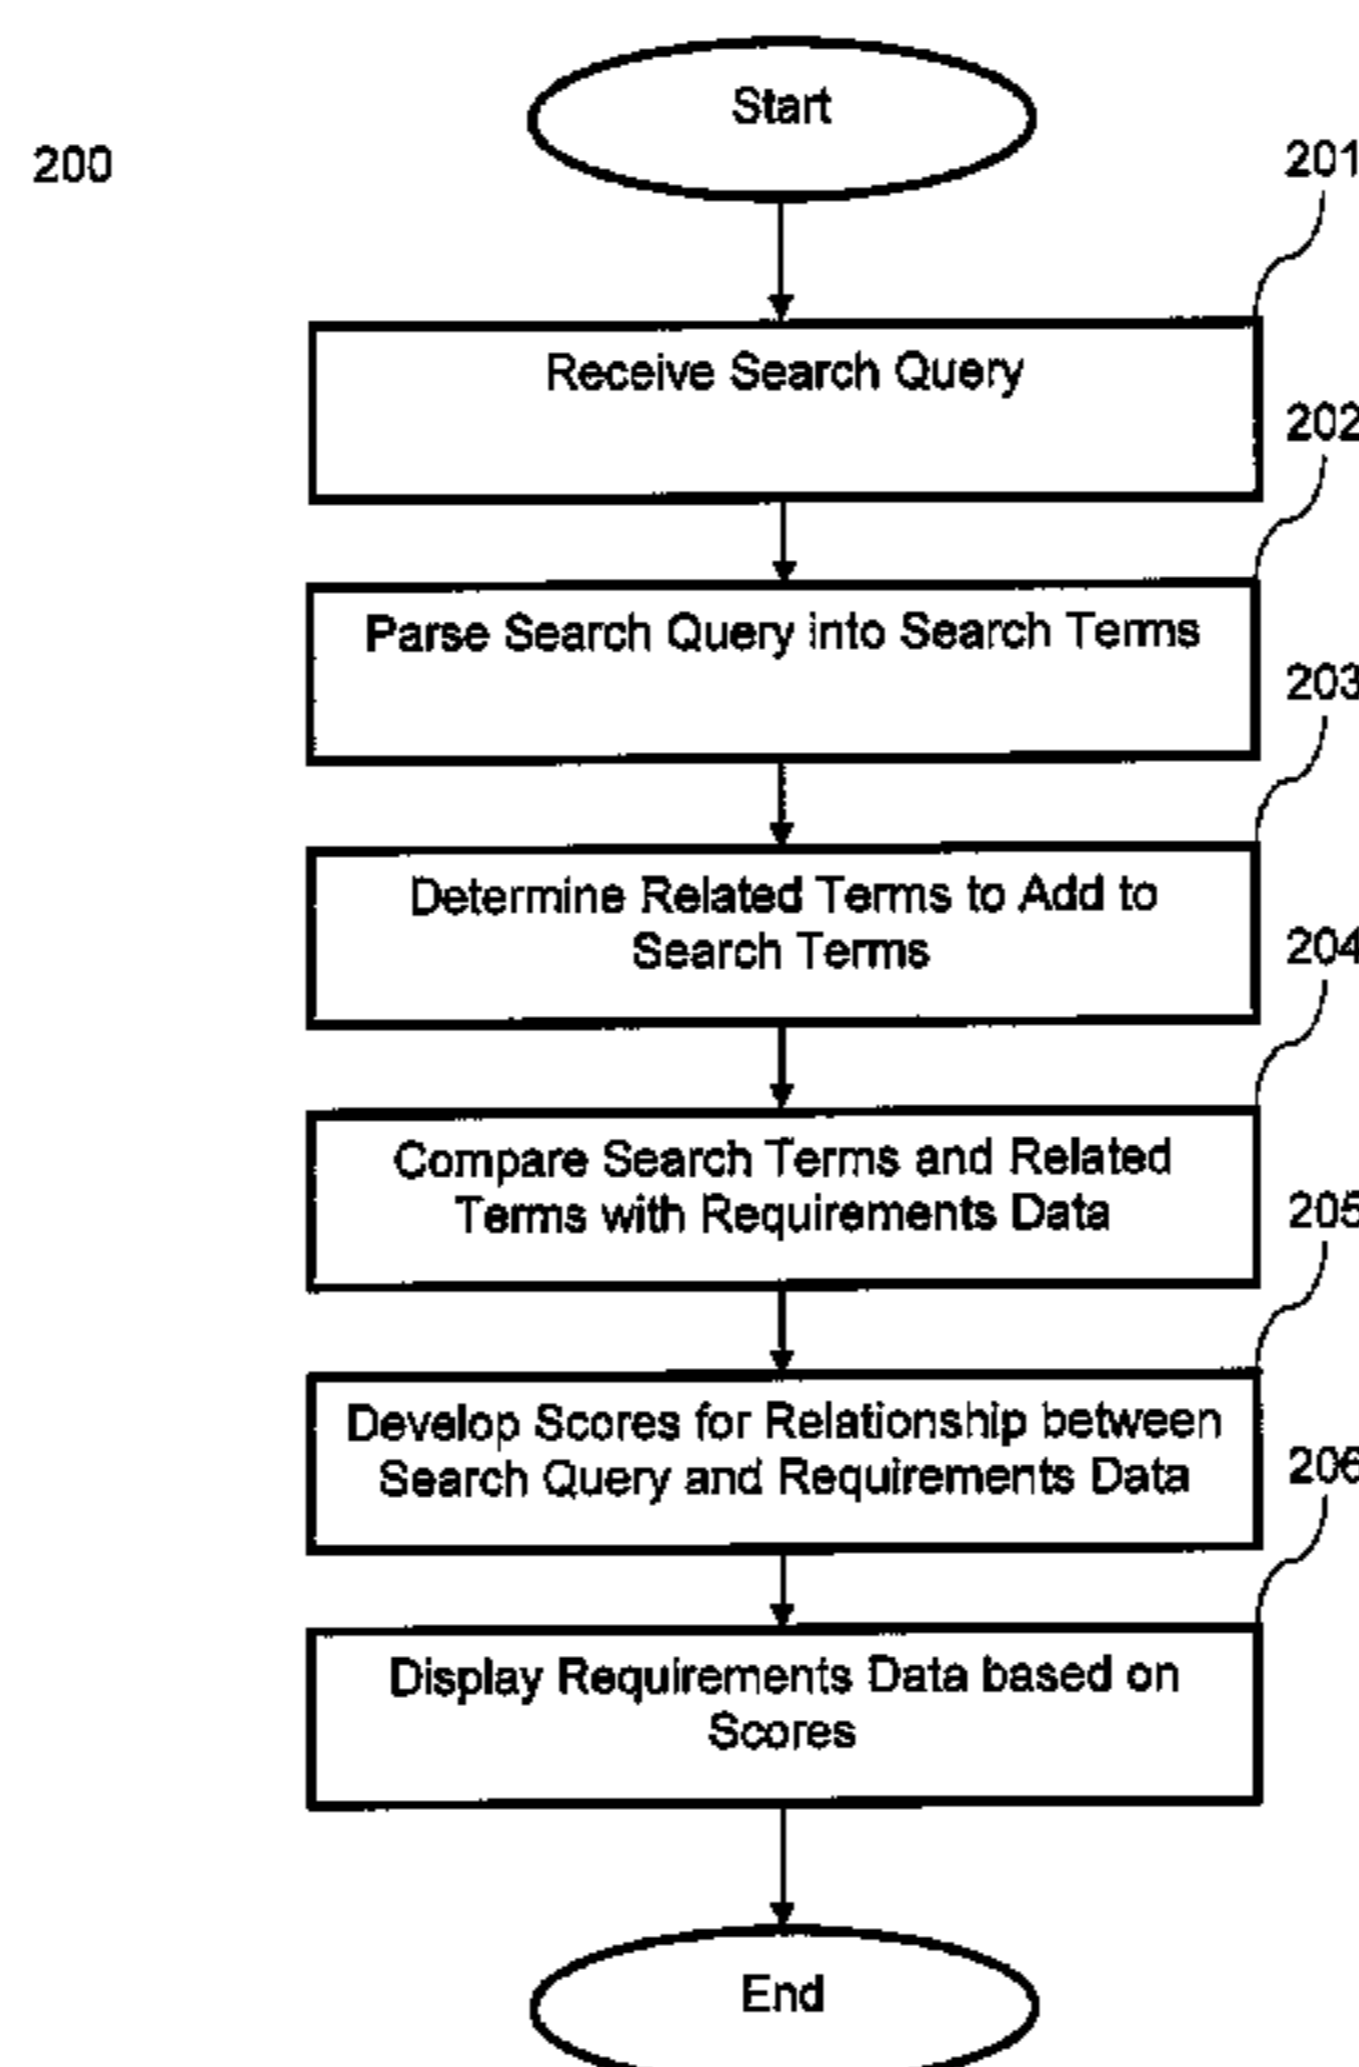 Start
200
201
Receive Search Query
202
Parse Search Query into Search Terms
203
Determine Related Terms to Add to
Search Terms
204
Compare Search Terms and Related
Terms with Requirements Data
205
Develop Scores for Relationship between
Search Query and Requirements Data
206
Display Requirements Data based on
Scores
End